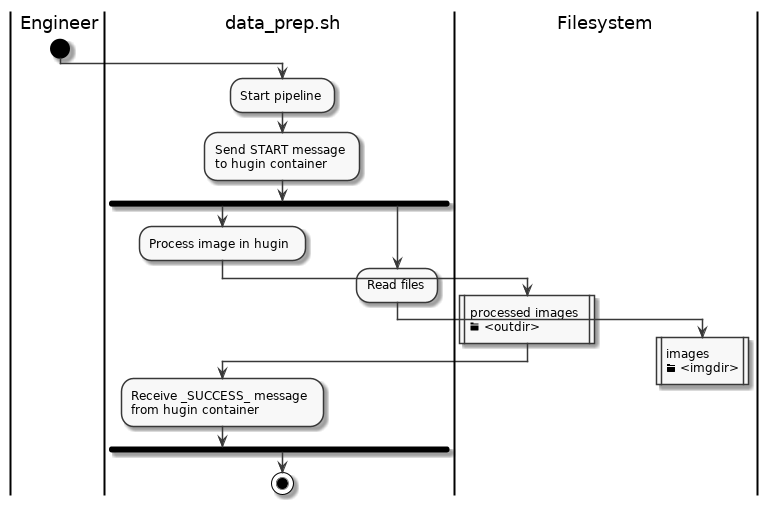 Engineer
data_prep.sh
Filesystem
Start pipeline
Send START message
to hugin container
Process image in hugin
Read files
processed images
<outdir>
images
<imgdir>
Receive _SUCCESS_ message
from hugin container